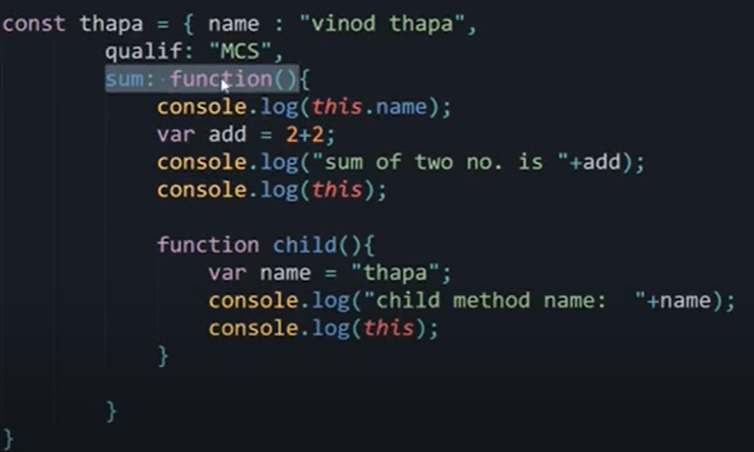 const thapa = { name : "vinod thapa",
qualif: "MCS",
sum: function(){
console.log(this.name);
var add = 2+2;
console.log("sum of two no. is "+add);
console.log(this);
function child(){
var name = "thapa";
console.log("child method name:  "+name);
console.log(this);
}
}
}